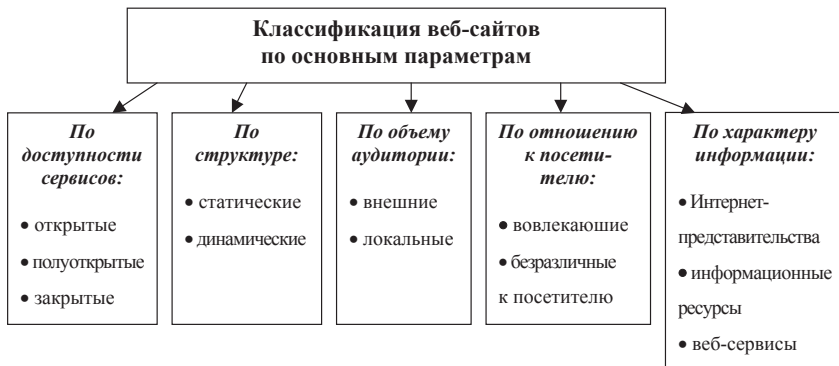 Классификация веб-сайтов
по основным параметрам
По
доступности
сервисов:
• открытые
• полуоткрытые
• закрытые
По
структуре:
• статические
• динамические
По объему
аудитории:
• внешние
• локальные
По отношению
к посети-
телю:
• вовлекаюшие
• безразличные
к посетителю
По характеру
информации:
• Интернет-
представительства
• информационные
ресурсы
• веб-сервисы